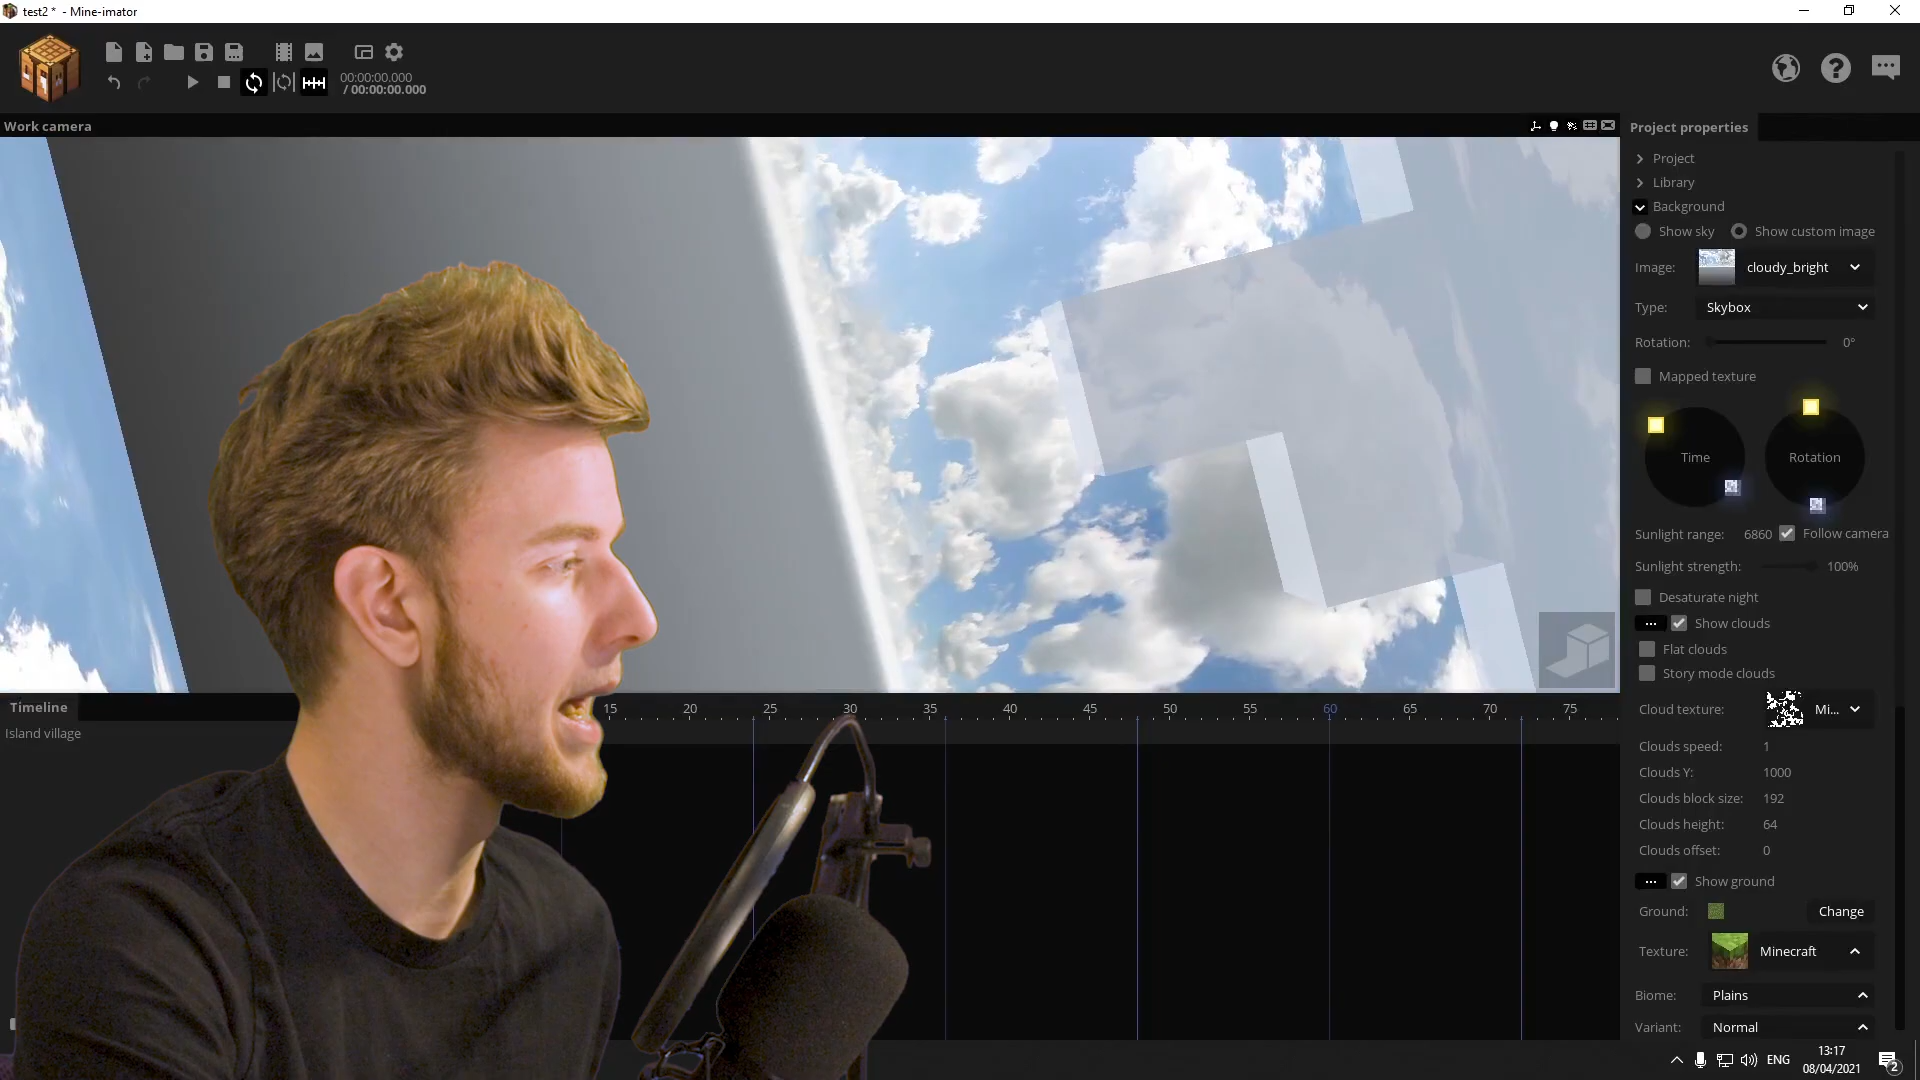 test2 * - Mine-imator
00:00:00.000
/ 00:00:00.000
Work camera
Project properties
Project
Library
Background
Show sky
Show custom image
Image:
cloudy_bright
Type:
Skybox
Rotation:
0°
Mapped texture
Time
Rotation
Sunlight range:
6860
Follow camera
Sunlight strength:
100%
Desaturate night
Show clouds
Flat clouds
Story mode clouds
Cloud texture:
Mi...
Clouds speed:
1
Clouds Y:
1000
Clouds block size:
192
Clouds height:
64
Clouds offset:
0
Show ground
Ground:
Change
Texture:
Minecraft
Biome:
Plains
Variant:
Normal
Timeline
15 20 25 30 35 40 45 50 55 60 65 70 75
Island village
ENG
13:17
08/04/2021
2